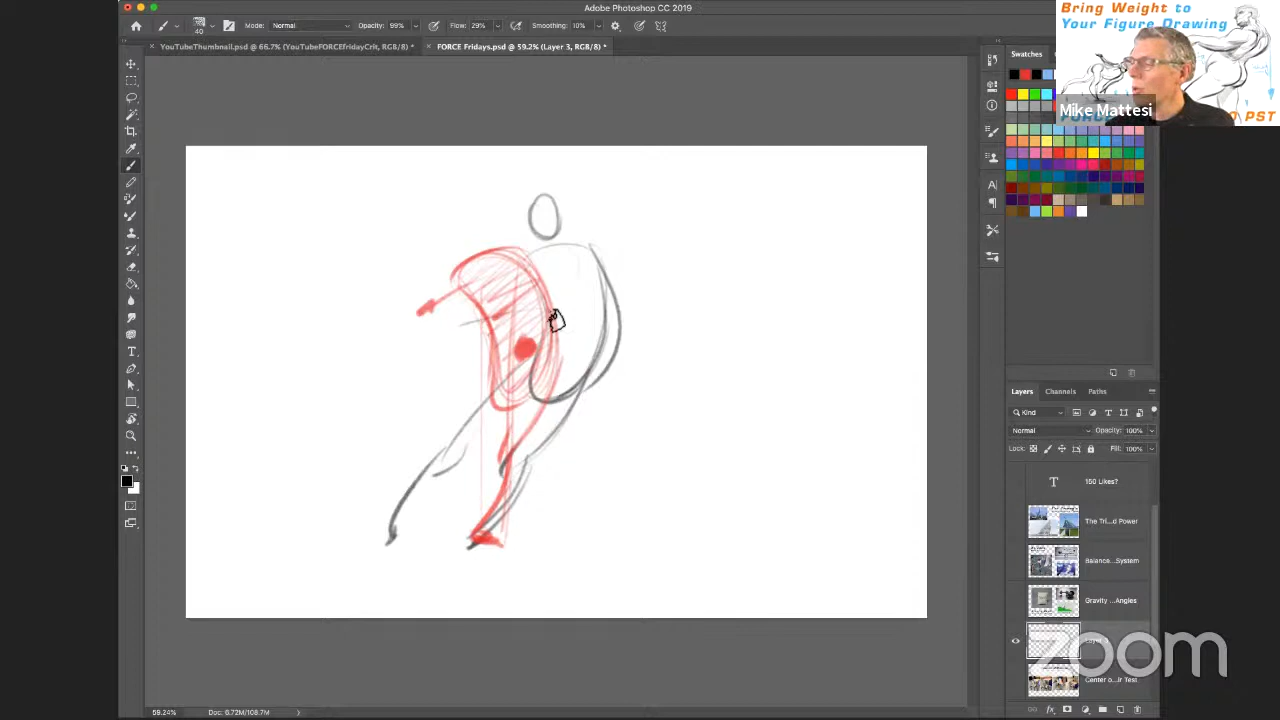 Adobe Photoshop CC 2019
40
Mode: Normal
Opacity: 99%
Flow: 29%
Smoothing: 10%
YouTubeThumbnail.psd @ 66.7% (YouTubeFORCEfridayCrit, RGB/8) *
FORCE Fridays.psd @ 59.2% (Layer 3, RGB/8) *
Swatches
Bring Weight to
Your Figure Drawing
Mike Mattesi
PST
Layers
Channels
Paths
Kind
Normal
Opacity: 100%
Lock:
Fill: 100%
150 Likes?
The Tri...d Power
Balance...System
Gravity ...Angles
Center o...ir Test
zoom
59.24%
Doc: 6.72M/108.7M